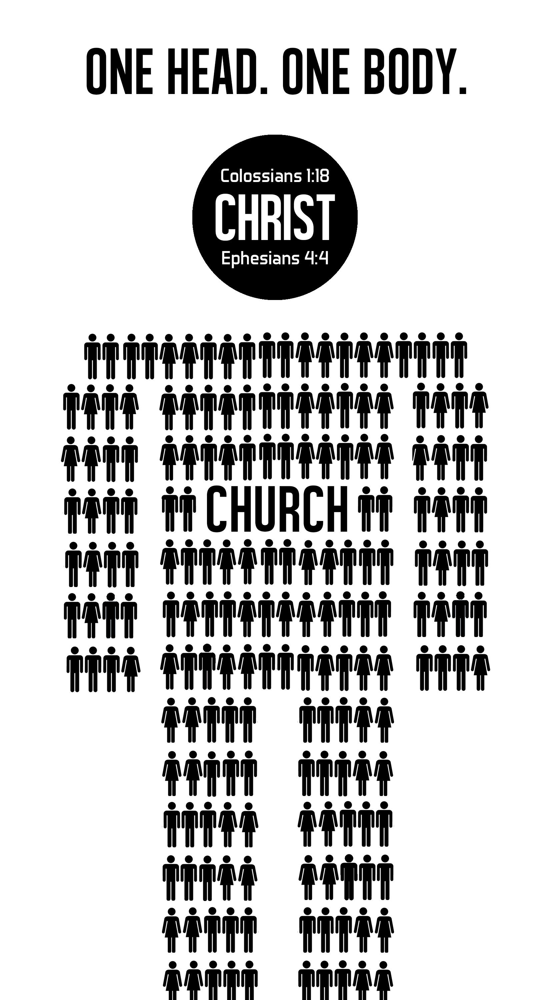 ONE HEAD. ONE BODY.
Colossians 1:18
CHRIST
Ephesians 4:4
CHURCH